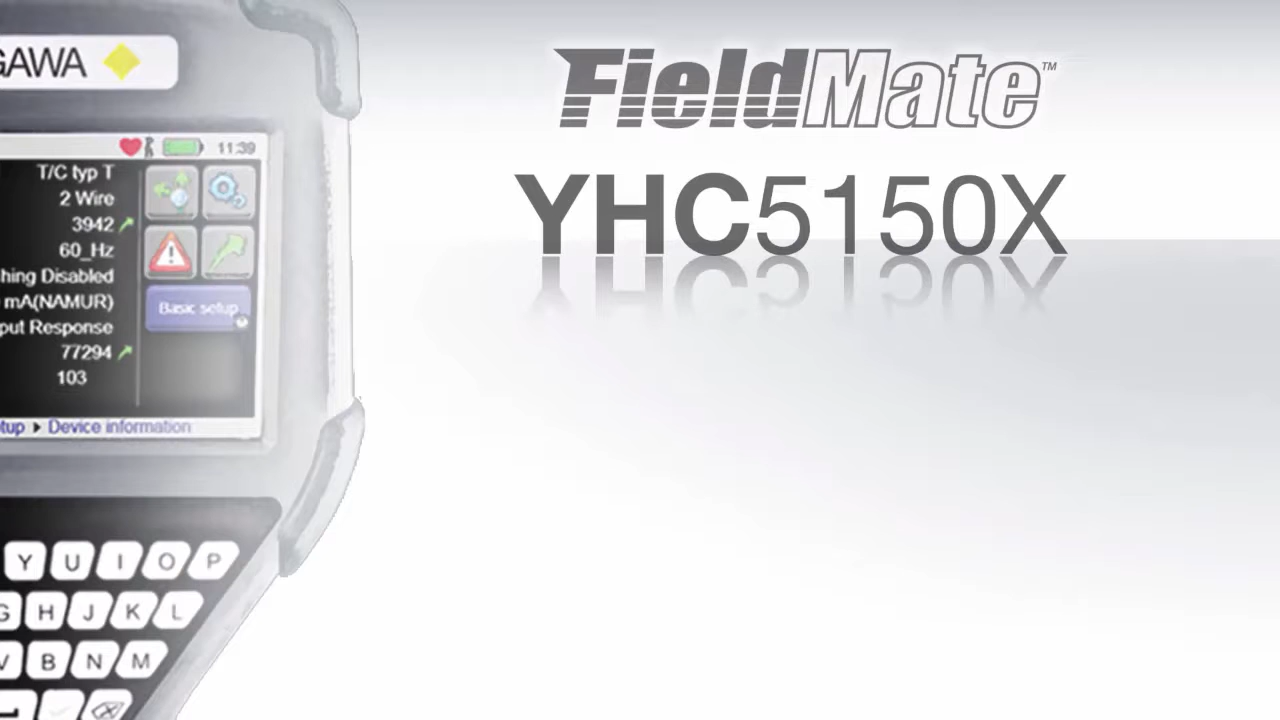 GAWA
11:39
T/C typ T
2 Wire
3942
60_Hz
hing Disabled
mA(NAMUR)
put Response
77294
103
Basic setup
tup ▸ Device information
Y U I O P
G H J K L
V B N M
FieldMate™
YHC5150X